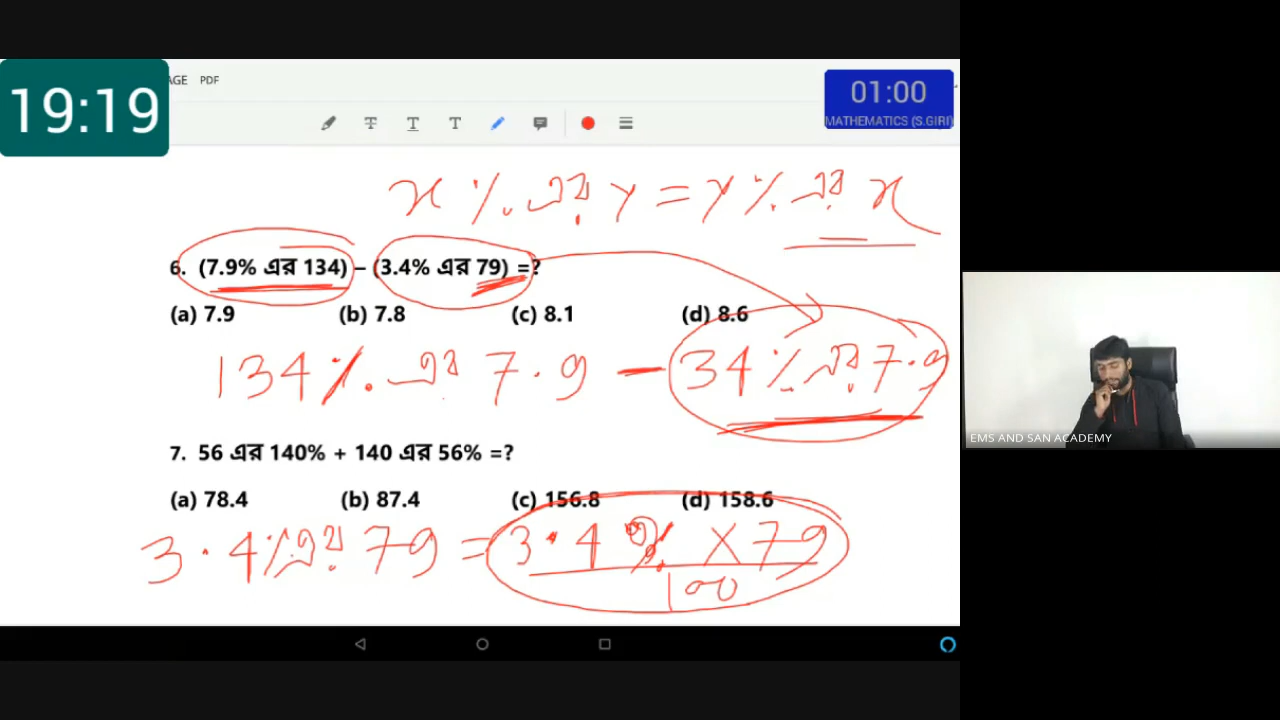 19:19
AGE PDF
01:00
MATHEMATICS (S.GIRI)
x % এর y = y % এর x
6. (7.9% এর 134) – (3.4% এর 79) =?
(a) 7.9 (b) 7.8 (c) 8.1 (d) 8.6
134% এর 7.9 — 34% এর 7.9
EMS AND SAN ACADEMY
7. 56 এর 140% + 140 এর 56% =?
(a) 78.4 (b) 87.4 (c) 156.8 (d) 158.6
3.4% এর 79 = 3.4 × 79
100